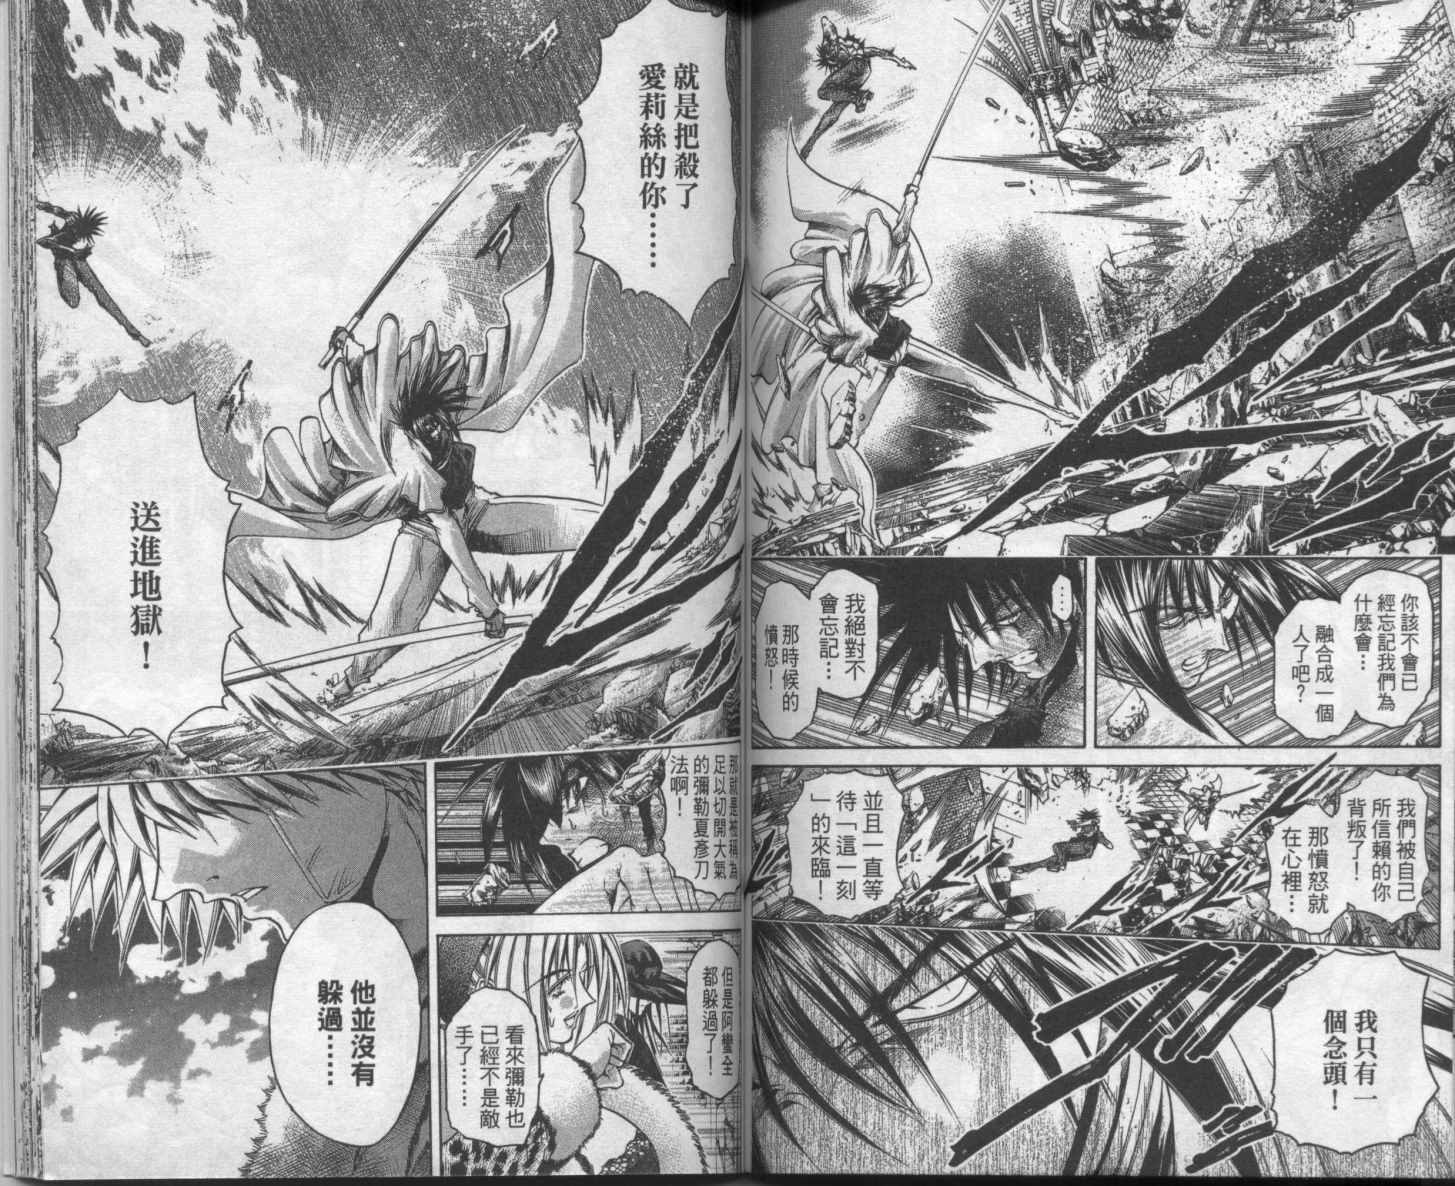 你該不會已
經忘記我們為
什麼會…
融合成一個
人了吧?
……
我絕對不
會忘記…
那時候的
憤怒!
我們被自己
所信賴的你
背叛了!
那憤怒就
在心裡…
並且一直等
待「這一刻
」的來臨!
我只有一
個念頭!
就是把殺了
愛莉絲的你……
送進地獄!
那就是被稱為
足以切開大氣
的彌勒夏彥刀
法啊!
但是阿蠻全
都躲過了!
看來彌勒也
已經不是敵
手了……
他並沒有
躲過……